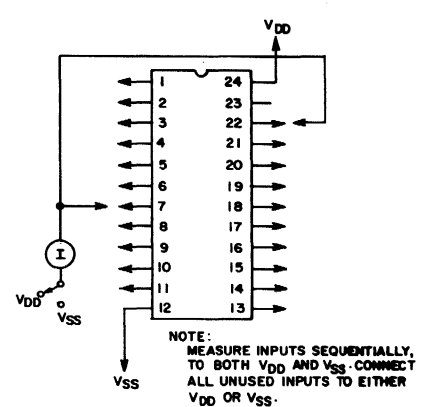 VDD
1 24
2 23
3 22
4 21
5 20
6 19
7 18
8 17
9 16
10 15
11 14
12 13
I
VDD
VSS
VSS
NOTE:
MEASURE INPUTS SEQUENTIALLY,
TO BOTH VDD AND VSS. CONNECT
ALL UNUSED INPUTS TO EITHER
VDD OR VSS.